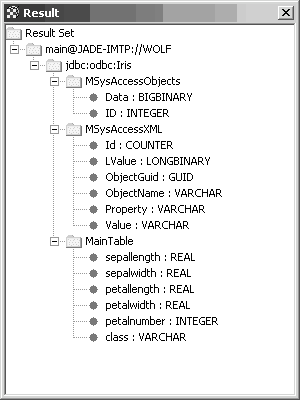 Result
Result Set
main@JADE-IMTP://WOLF
jdbc:odbc:Iris
MSysAccessObjects
Data : BIGBINARY
ID : INTEGER
MSysAccessXML
Id : COUNTER
LValue : LONGBINARY
ObjectGuid : GUID
ObjectName : VARCHAR
Property : VARCHAR
Value : VARCHAR
MainTable
sepallength : REAL
sepalwidth : REAL
petallength : REAL
petalwidth : REAL
petalnumber : INTEGER
class : VARCHAR